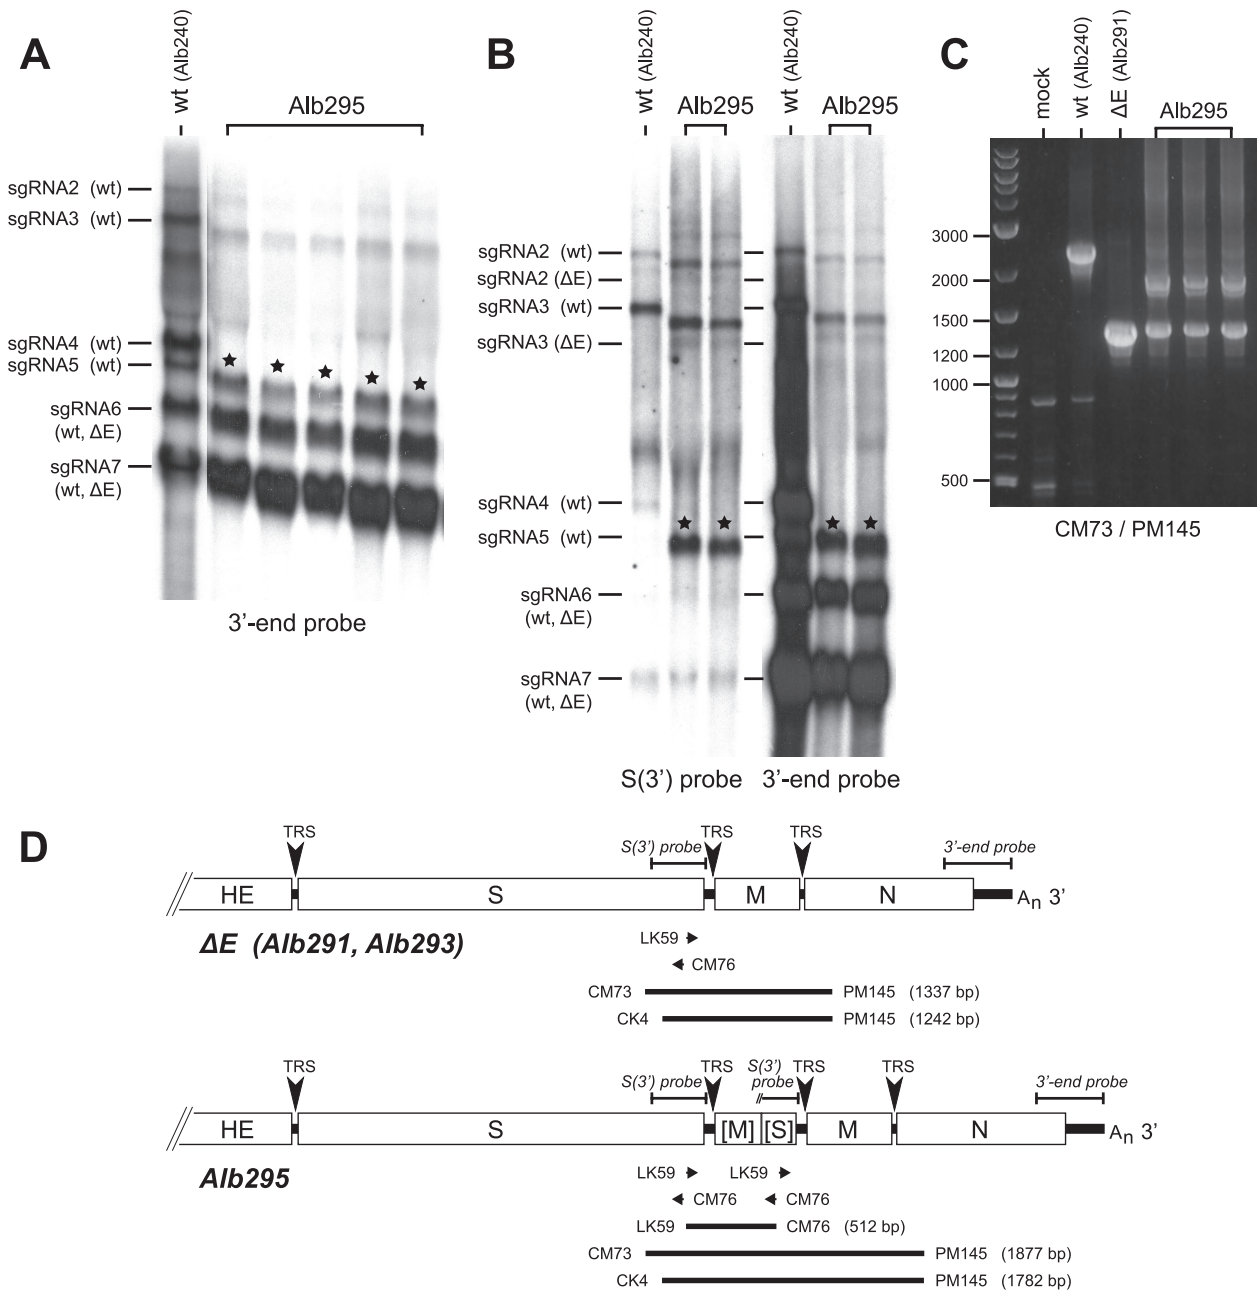 A
wt (Alb240)
Alb295
sgRNA2 (wt)
sgRNA3 (wt)
sgRNA4 (wt)
sgRNA5 (wt)
sgRNA6
(wt, ΔE)
sgRNA7
(wt, ΔE)
3’-end probe
B
wt (Alb240)
Alb295
wt (Alb240)
Alb295
sgRNA2 (wt)
sgRNA2 (ΔE)
sgRNA3 (wt)
sgRNA3 (ΔE)
sgRNA4 (wt)
sgRNA5 (wt)
sgRNA6
(wt, ΔE)
sgRNA7
(wt, ΔE)
S(3’) probe 3’-end probe
C
mock
wt (Alb240)
ΔE (Alb291)
Alb295
3000
2000
1500
1200
1000
500
CM73 / PM145
D
TRS TRS TRS
S(3’) probe 3’-end probe
HE S M N An 3’
ΔE (Alb291, Alb293)
LK59
CM76
CM73 PM145 (1337 bp)
CK4 PM145 (1242 bp)
TRS TRS TRS TRS
S(3’) probe S(3’) probe 3’-end probe
HE S [M] [S] M N An 3’
Alb295
LK59 LK59
CM76 CM76
LK59 CM76 (512 bp)
CM73 PM145 (1877 bp)
CK4 PM145 (1782 bp)